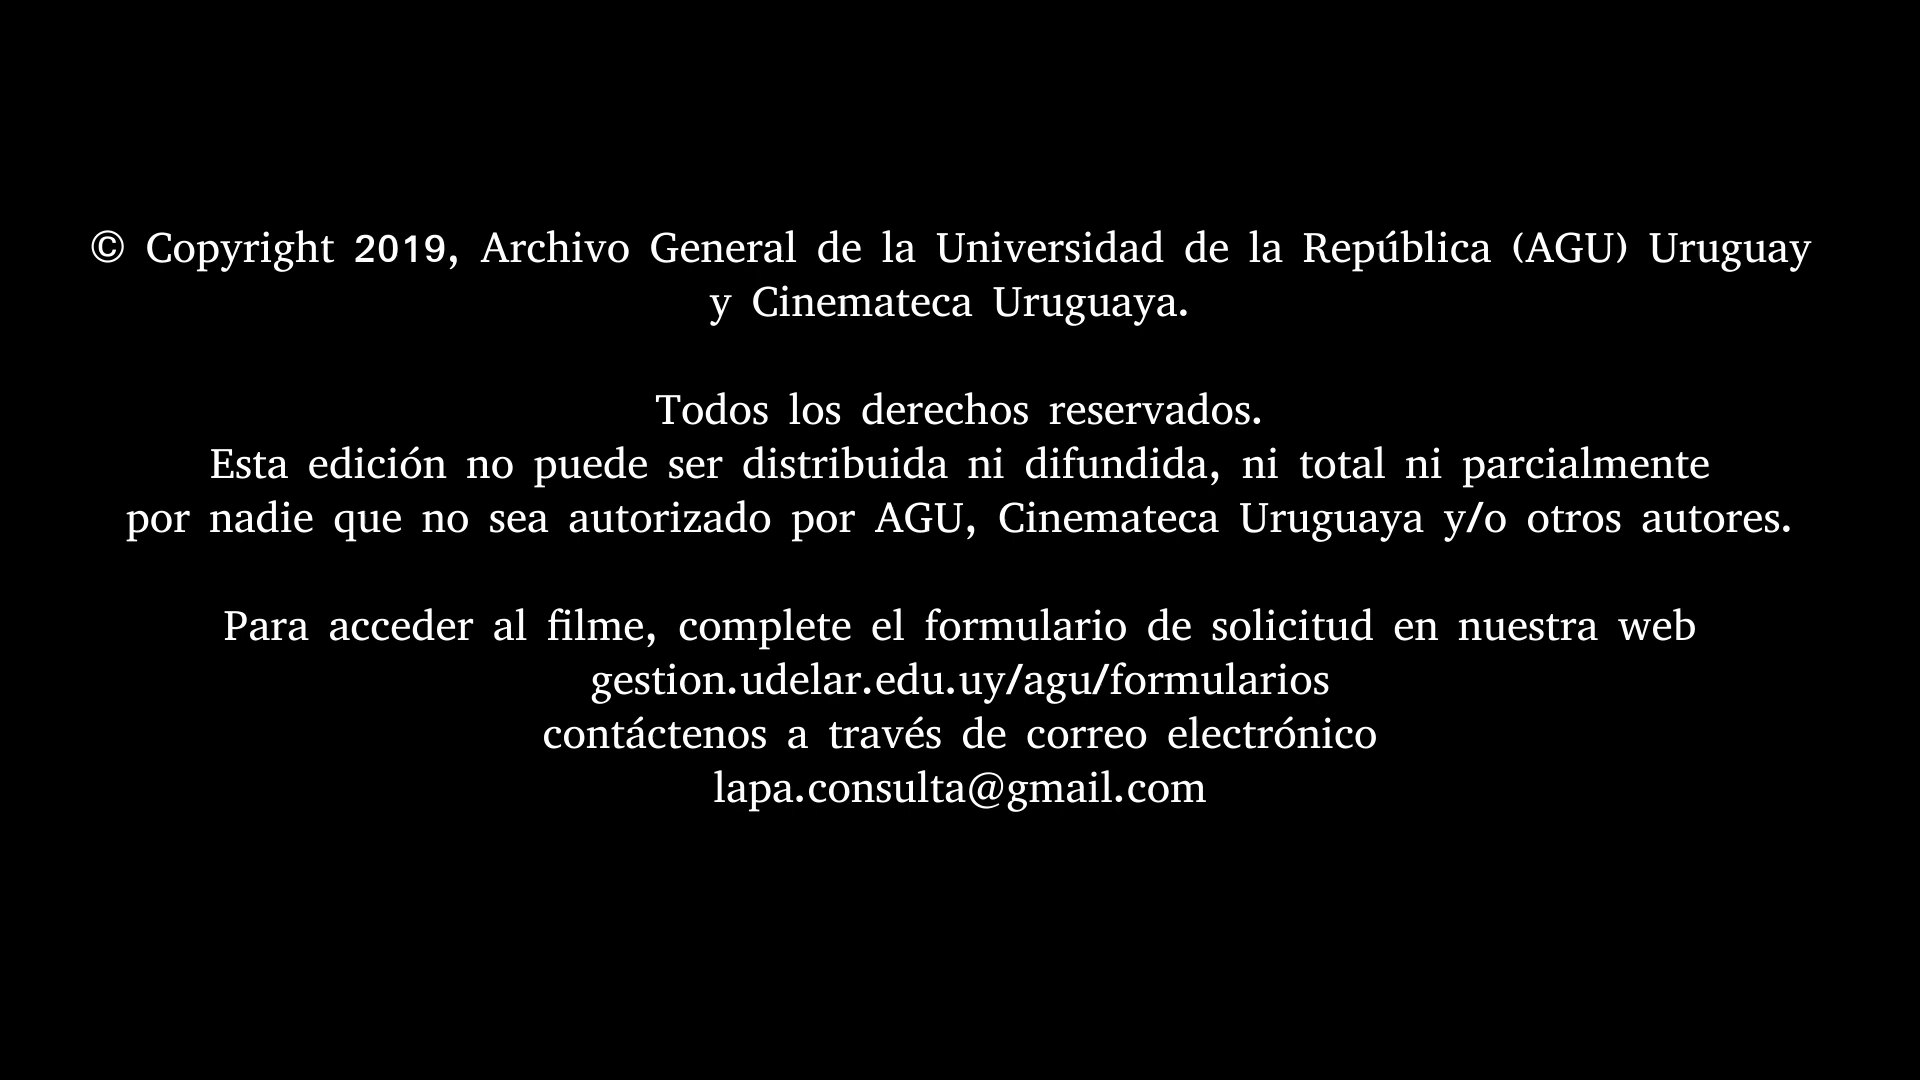 © Copyright 2019, Archivo General de la Universidad de la República (AGU) Uruguay
y Cinemateca Uruguaya.
Todos los derechos reservados.
Esta edición no puede ser distribuida ni difundida, ni total ni parcialmente
por nadie que no sea autorizado por AGU, Cinemateca Uruguaya y/o otros autores.
Para acceder al filme, complete el formulario de solicitud en nuestra web
gestion.udelar.edu.uy/agu/formularios
contáctenos a través de correo electrónico
lapa.consulta@gmail.com